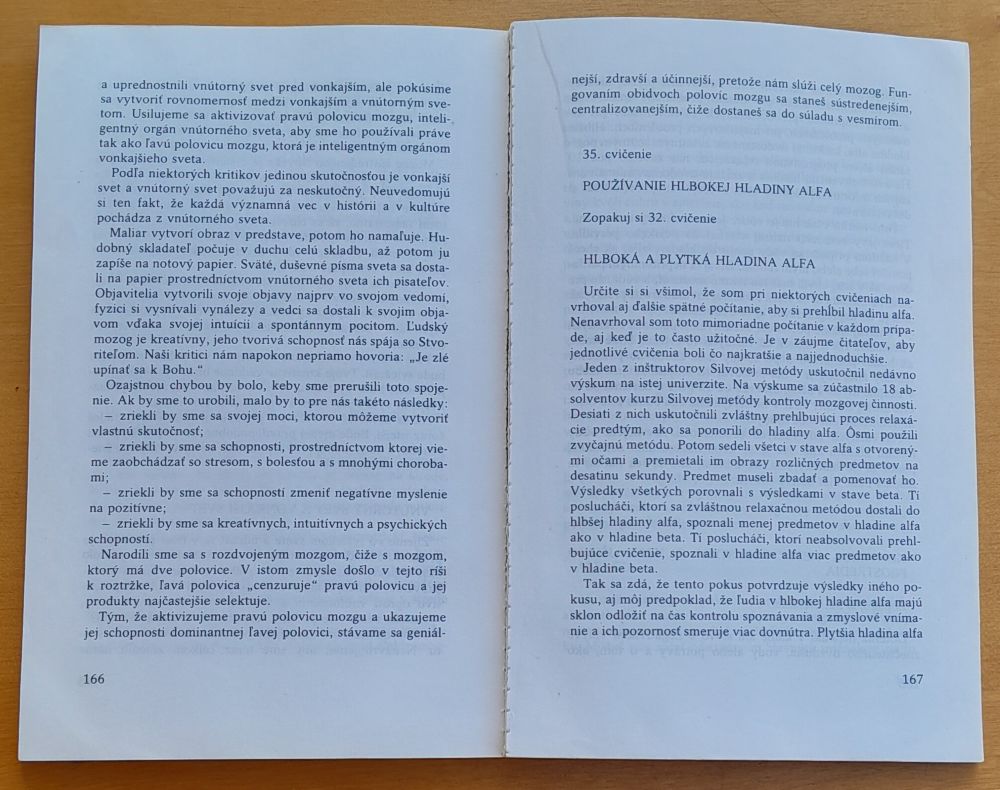 a uprednostnili vnútorný svet pred vonkajším, ale pokúsime
sa vytvoriť rovnomernosť medzi vonkajším a vnútorným sve-
tom. Usilujeme sa aktivizovať pravú polovicu mozgu, inteli-
gentný orgán vnútorného sveta, aby sme ho používali práve
tak ako ľavú polovicu mozgu, ktorá je inteligentným orgánom
vonkajšieho sveta.
Podľa niektorých kritikov jedinou skutočnosťou je vonkajší
svet a vnútorný svet považujú za neskutočný. Neuvedomujú
si ten fakt, že každá významná vec v histórii a v kultúre
pochádza z vnútorného sveta.
Maliar vytvorí obraz v predstave, potom ho namaľuje. Hu-
dobný skladateľ počuje v duchu celú skladbu, až potom ju
zapíše na notový papier. Sväté, duševné písma sveta sa dosta-
li na papier prostredníctvom vnútorného sveta ich pisateľov.
Objavitelia vytvorili svoje objavy najprv vo svojom vedomí,
fyzici si vysnívali vynálezy a vedci sa dostali k svojim obja-
vom vďaka svojej intuícii a spontánnym pocitom. Ľudský
mozog je kreatívny, jeho tvorivá schopnosť nás spája so Stvo-
riteľom. Naši kritici nám napokon nepriamo hovoria: „Je zlé
upínať sa k Bohu.“
Ozajstnou chybou by bolo, keby sme prerušili toto spoje-
nie. Ak by sme to urobili, malo by to pre nás takéto následky:
– zriekli by sme sa svojej moci, ktorou môžeme vytvoriť
vlastnú skutočnosť;
– zriekli by sme sa schopnosti, prostredníctvom ktorej vie-
me zaobchádzať so stresom, s bolesťou a s mnohými choroba-
mi;
– zriekli by sme sa schopností zmeniť negatívne myslenie
na pozitívne;
– zriekli by sme sa kreatívnych, intuitívnych a psychických
schopností.
Narodili sme sa s rozdvojeným mozgom, čiže s mozgom,
ktorý má dve polovice. V istom zmysle došlo v tejto ríši
k roztržke, ľavá polovica „cenzuruje“ pravú polovicu a jej
produkty najčastejšie selektuje.
Tým, že aktivizujeme pravú polovicu mozgu a ukazujeme
jej schopnosti dominantnej ľavej polovici, stávame sa geniál-
166
nejší, zdravší a účinnejší, pretože nám slúži celý mozog. Fun-
govaním obidvoch polovíc mozgu sa staneš sústredenejším,
centralizovanejším, čiže dostaneš sa do súladu s vesmírom.
35. cvičenie
POUŽÍVANIE HLBOKEJ HLADINY ALFA
Zopakuj si 32. cvičenie
HLBOKÁ A PLYTKÁ HLADINA ALFA
Určite si si všimol, že som pri niektorých cvičeniach na-
vrhoval aj ďalšie spätné počítanie, aby si prehĺbil hladinu alfa.
Nenavrhoval som toto mimoriadne počítanie v každom prípa-
de, aj keď je to často užitočné. Je v záujme čitateľov, aby
jednotlivé cvičenia boli čo najkratšie a najjednoduchšie.
Jeden z inštruktorov Silvovej metódy uskutočnil nedávno
výskum na istej univerzite. Na výskume sa zúčastnilo 18 ab-
solventov kurzu Silvovej metódy kontroly mozgovej činnosti.
Desiati z nich uskutočnili zvláštny prehlbujúci proces relaxá-
cie predtým, ako sa ponorili do hladiny alfa. Ôsmi použili
zvyčajnú metódu. Potom sedeli všetci v stave alfa s otvorený-
mi očami a premietali im obrazy rozličných predmetov na
desatinu sekundy. Predmet museli zbadať a pomenovať ho.
Výsledky všetkých porovnali s výsledkami v stave beta. Tí
poslucháči, ktorí sa zvláštnou relaxačnou metódou dostali do
hlbšej hladiny alfa, spoznali menej predmetov v hladine alfa
ako v hladine beta. Tí poslucháči, ktorí neabsolvovali prehl-
bujúce cvičenie, spoznali v hladine alfa viac predmetov ako
v hladine beta.
Tak sa zdá, že tento pokus potvrdzuje výsledky iného po-
kusu, aj môj predpoklad, že ľudia v hlbokej hladine alfa majú
sklon odložiť na čas kontrolu spoznávania a zmyslové vníma-
nie a ich pozornosť smeruje viac dovnútra. Plytšia hladina alfa
167